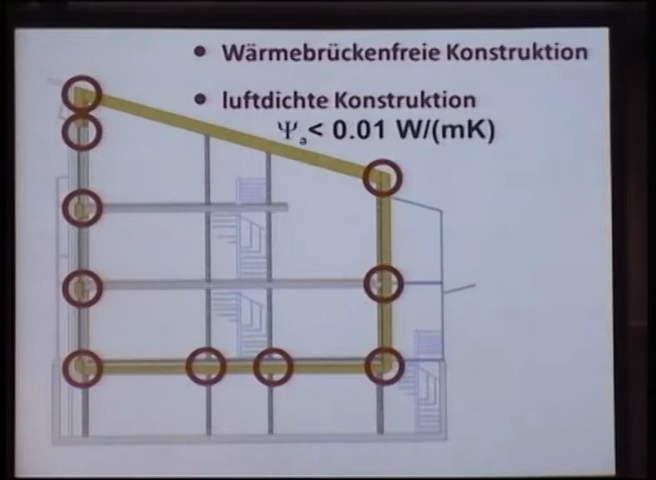 • Wärmebrückenfreie Konstruktion
• luftdichte Konstruktion
Ψa< 0.01 W/(mK)